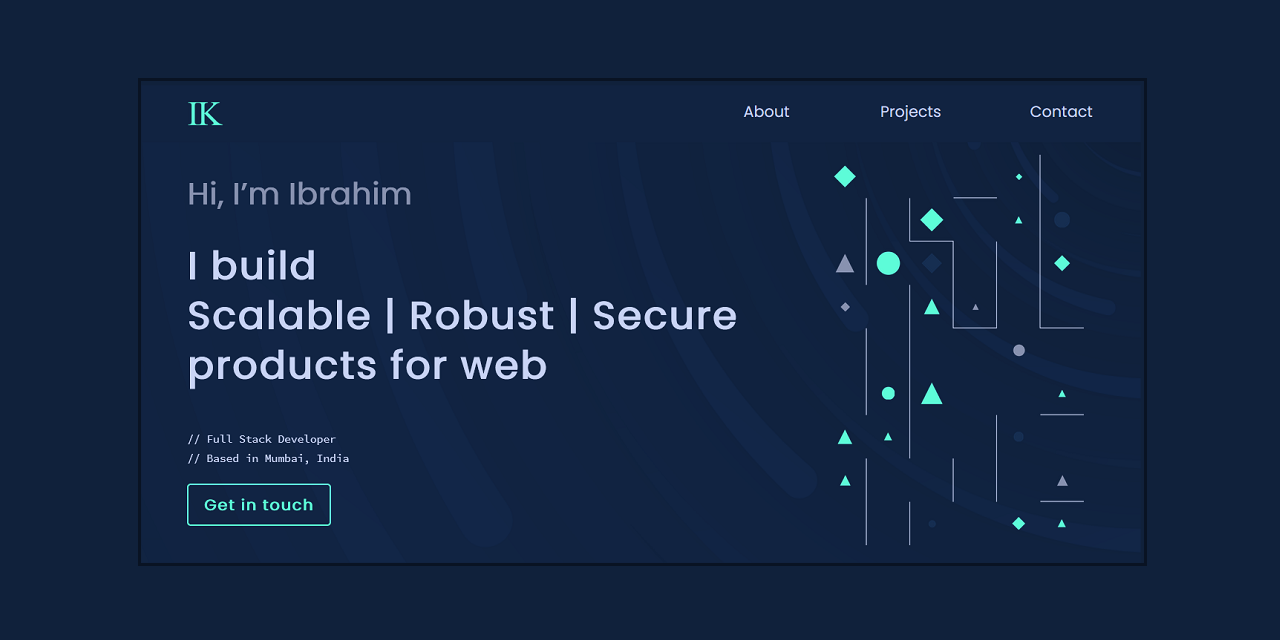 IK
About Projects Contact
Hi, I’m Ibrahim
I build
Scalable | Robust | Secure
products for web
// Full Stack Developer
// Based in Mumbai, India
Get in touch